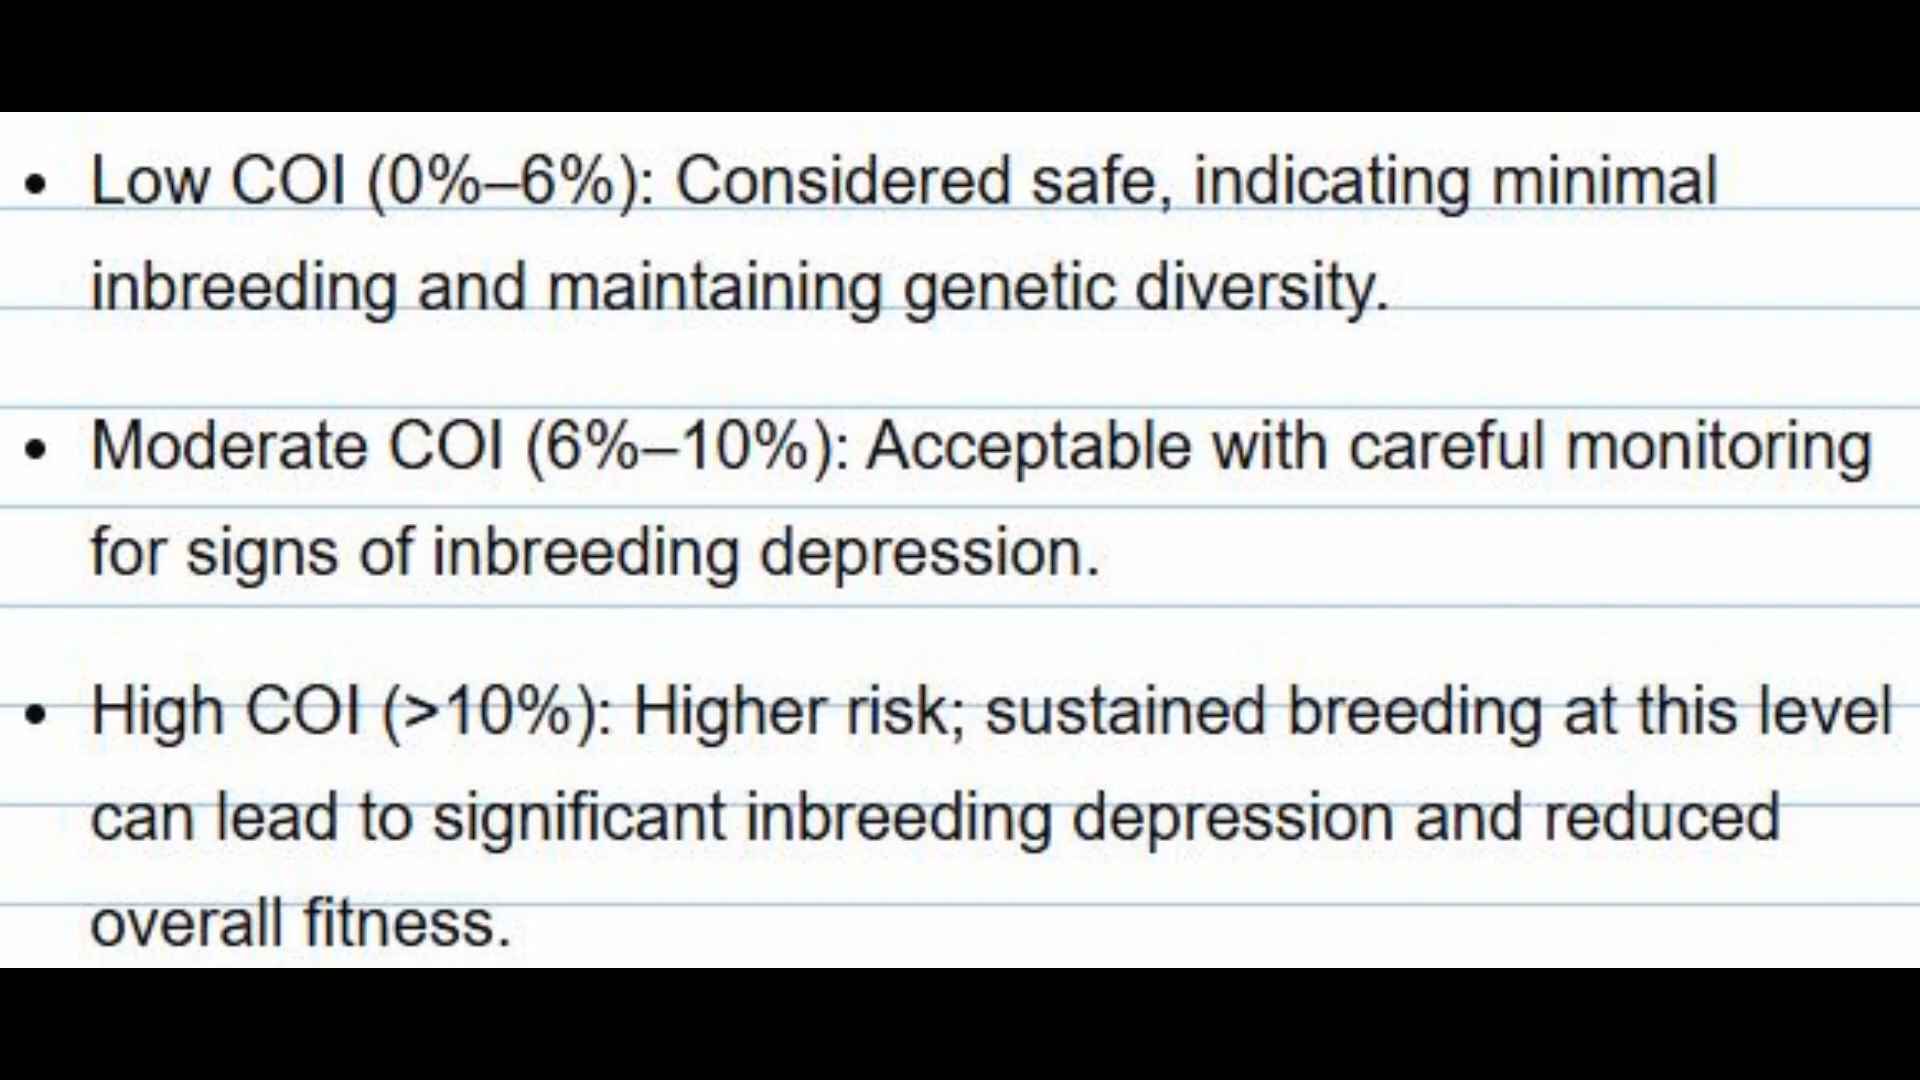 • Low COI (0%–6%): Considered safe, indicating minimal
inbreeding and maintaining genetic diversity.
• Moderate COI (6%–10%): Acceptable with careful monitoring
for signs of inbreeding depression.
• High COI (>10%): Higher risk; sustained breeding at this level
can lead to significant inbreeding depression and reduced
overall fitness.